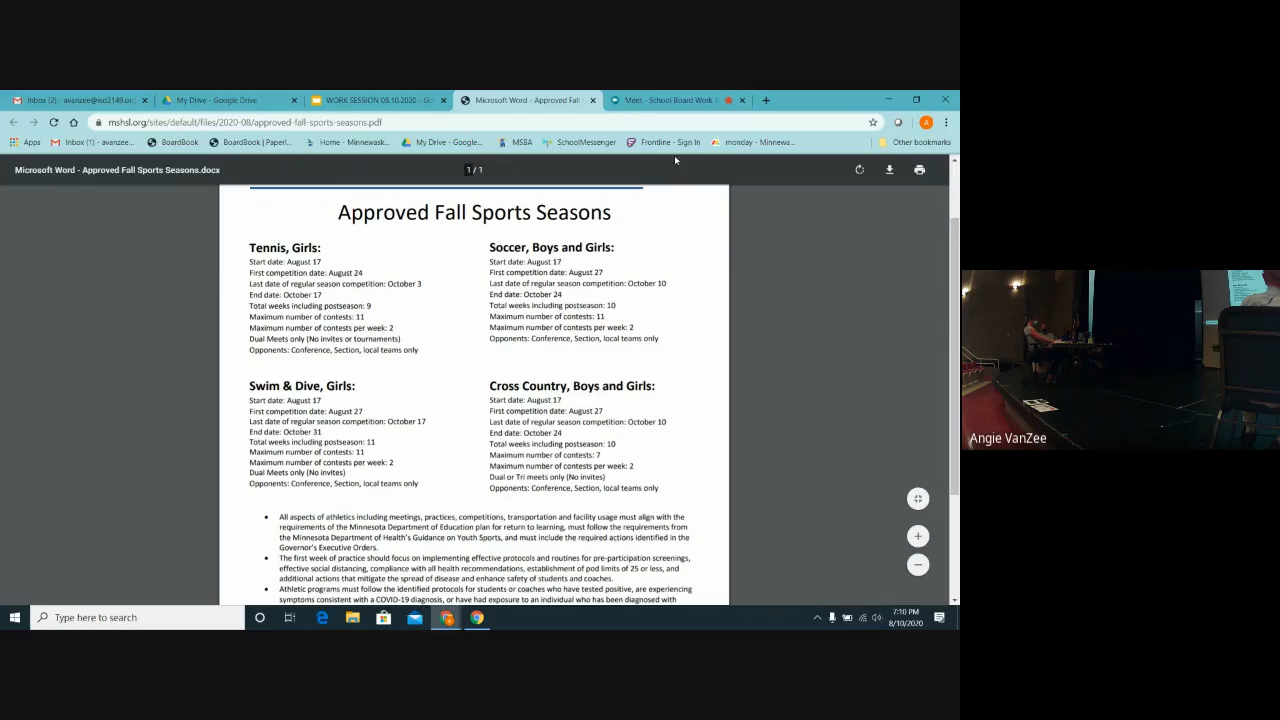 Inbox (2) - avanzee@isd2149.or
My Drive - Google Drive
WORK SESSION 08.10.2020 - Go
Microsoft Word - Approved Fall
Meet - School Board Work S
mshsl.org/sites/default/files/2020-08/approved-fall-sports-seasons.pdf
Apps
Inbox (1) - avanzee...
BoardBook
BoardBook | Paperl...
Home - Minnewask...
My Drive - Google...
MSBA
SchoolMessenger
Frontline - Sign In
monday - Minnewa...
Other bookmarks
Microsoft Word - Approved Fall Sports Seasons.docx
1 / 1
Approved Fall Sports Seasons
Tennis, Girls:
Start date: August 17
First competition date: August 24
Last date of regular season competition: October 3
End date: October 17
Total weeks including postseason: 9
Maximum number of contests: 11
Maximum number of contests per week: 2
Dual Meets only (No invites or tournaments)
Opponents: Conference, Section, local teams only
Soccer, Boys and Girls:
Start date: August 17
First competition date: August 27
Last date of regular season competition: October 10
End date: October 24
Total weeks including postseason: 10
Maximum number of contests: 11
Maximum number of contests per week: 2
Opponents: Conference, Section, local teams only
Swim & Dive, Girls:
Start date: August 17
First competition date: August 27
Last date of regular season competition: October 17
End date: October 31
Total weeks including postseason: 11
Maximum number of contests: 11
Maximum number of contests per week: 2
Dual Meets only (No invites)
Opponents: Conference, Section, local teams only
Cross Country, Boys and Girls:
Start date: August 17
First competition date: August 27
Last date of regular season competition: October 10
End date: October 24
Total weeks including postseason: 10
Maximum number of contests: 7
Maximum number of contests per week: 2
Dual or Tri meets only (No invites)
Opponents: Conference, Section, local teams only
• All aspects of athletics including meetings, practices, competitions, transportation and facility usage must align with the
requirements of the Minnesota Department of Education plan for return to learning, must follow the requirements from
the Minnesota Department of Health's Guidance on Youth Sports, and must include the required actions identified in the
Governor's Executive Orders.
• The first week of practice should focus on implementing effective protocols and routines for pre-participation screenings,
effective social distancing, compliance with all health recommendations, establishment of pod limits of 25 or less, and
additional actions that mitigate the spread of disease and enhance safety of students and coaches.
• Athletic programs must follow the identified protocols for students or coaches who have tested positive, are experiencing
symptoms consistent with a COVID-19 diagnosis, or have had exposure to an individual who has been diagnosed with
Angie VanZee
Type here to search
7:10 PM
8/10/2020